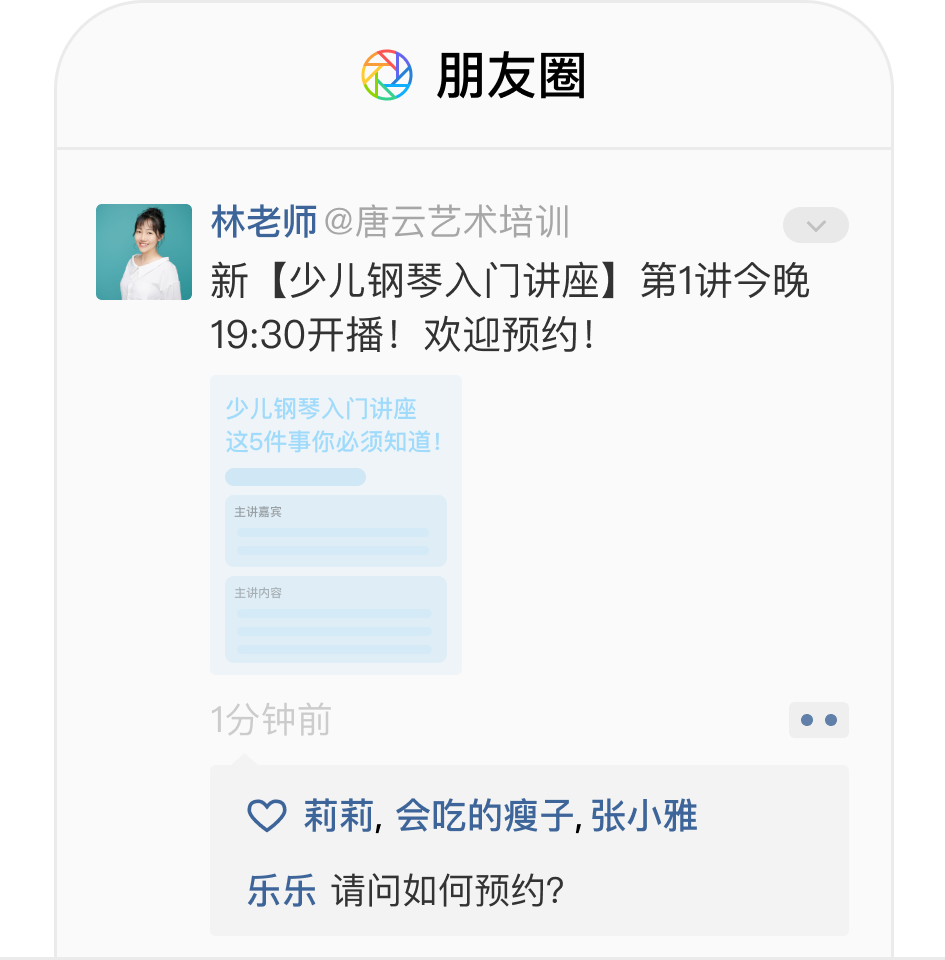 朋友圈
林老师@唐云艺术培训
新【少儿钢琴入门讲座】第1讲今晚
19:30开播！欢迎预约！
少儿钢琴入门讲座
这5件事你必须知道！
主讲嘉宾
主讲内容
1分钟前
莉莉, 会吃的瘦子, 张小雅
乐乐 请问如何预约?